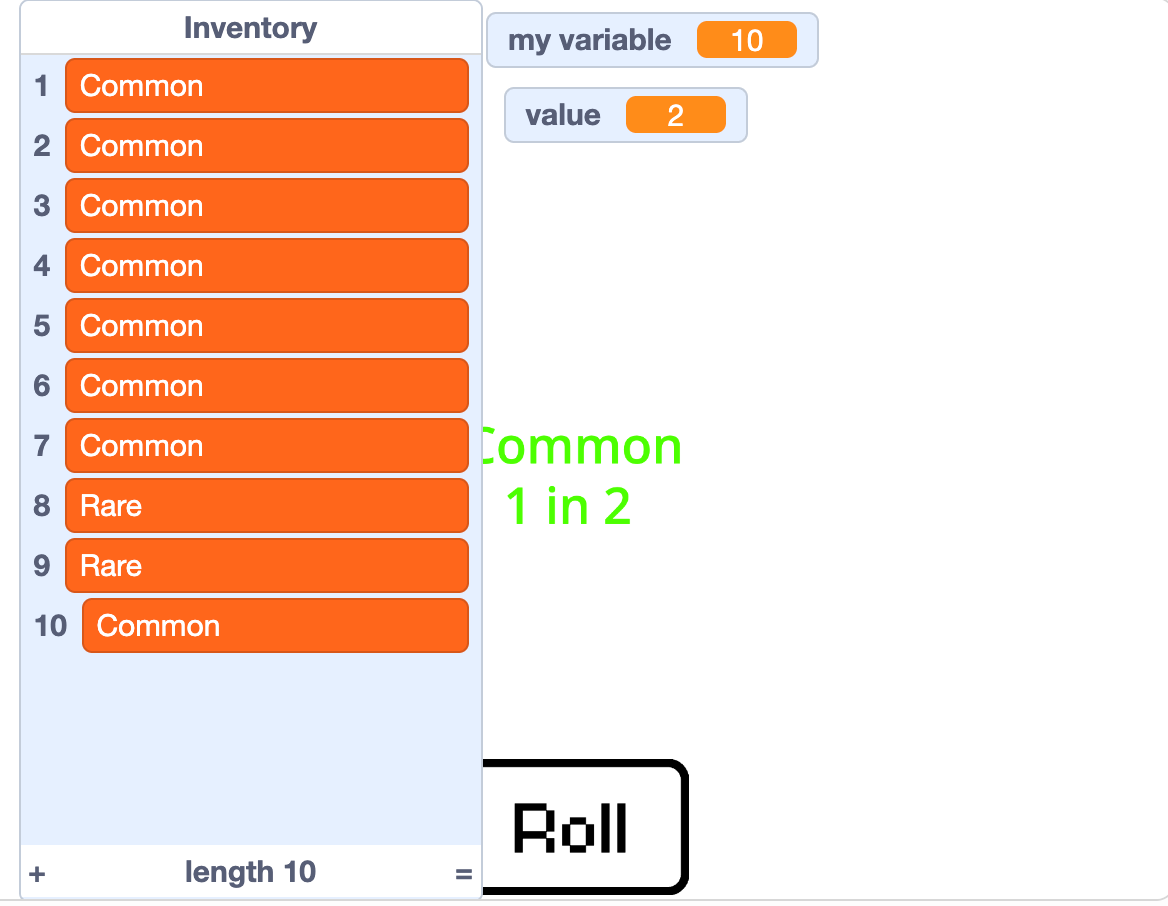 Inventory
1 Common
2 Common
3 Common
4 Common
5 Common
6 Common
7 Common
8 Rare
9 Rare
10 Common
+ length 10 =
my variable 10
value 2
Common
1 in 2
Roll